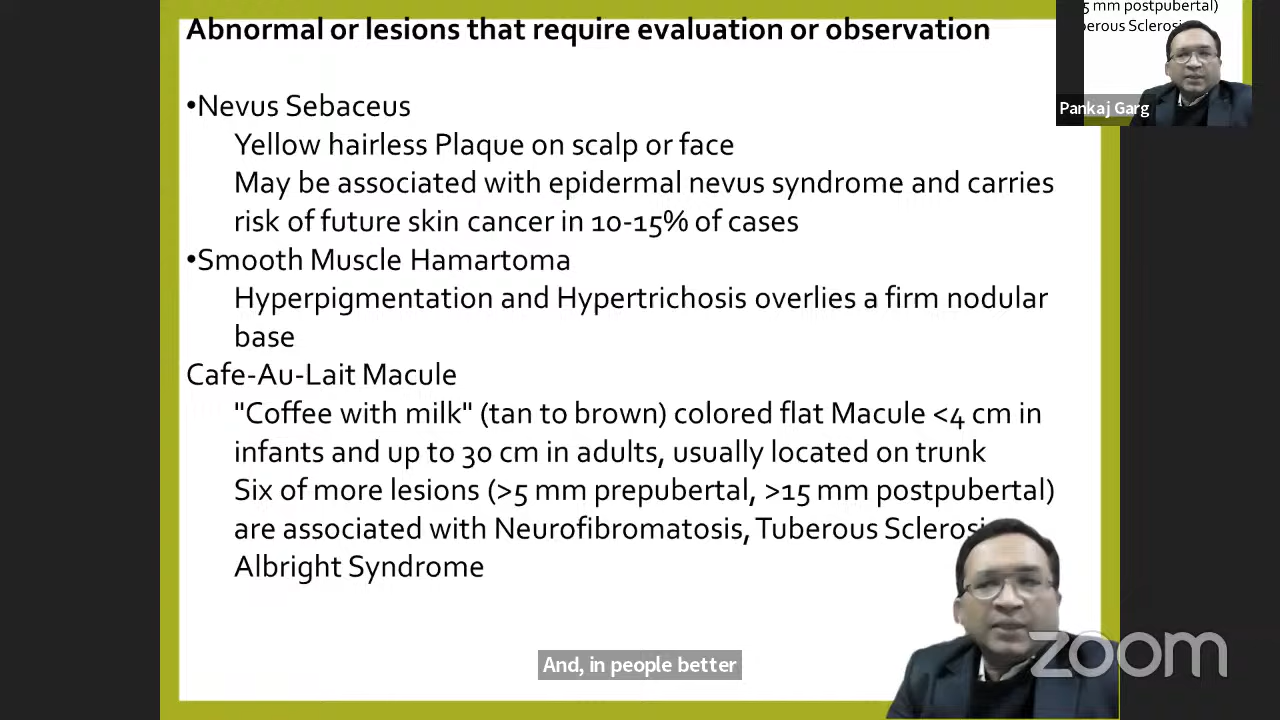 Abnormal or lesions that require evaluation or observation
•Nevus Sebaceus
Yellow hairless Plaque on scalp or face
May be associated with epidermal nevus syndrome and carries
risk of future skin cancer in 10-15% of cases
•Smooth Muscle Hamartoma
Hyperpigmentation and Hypertrichosis overlies a firm nodular
base
Cafe-Au-Lait Macule
"Coffee with milk" (tan to brown) colored flat Macule <4 cm in
infants and up to 30 cm in adults, usually located on trunk
Six of more lesions (>5 mm prepubertal, >15 mm postpubertal)
are associated with Neurofibromatosis, Tuberous
Albright Syndrome
5 mm postpubertal)
Pankaj Garg
And, in people better
zoom